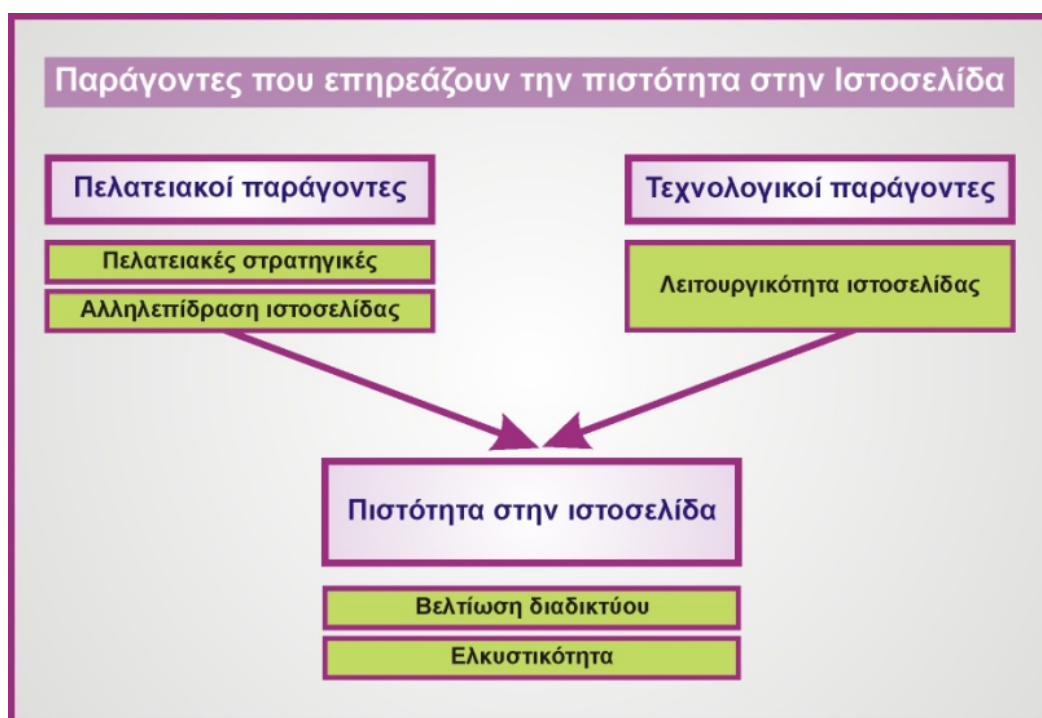 Παράγοντες που επηρεάζουν την πιστότητα στην Ιστοσελίδα
Πελατειακοί παράγοντες
Πελατειακές στρατηγικές
Αλληλεπίδραση ιστοσελίδας
Τεχνολογικοί παράγοντες
Λειτουργικότητα ιστοσελίδας
Πιστότητα στην ιστοσελίδα
Βελτίωση διαδικτύου
Ελκυστικότητα